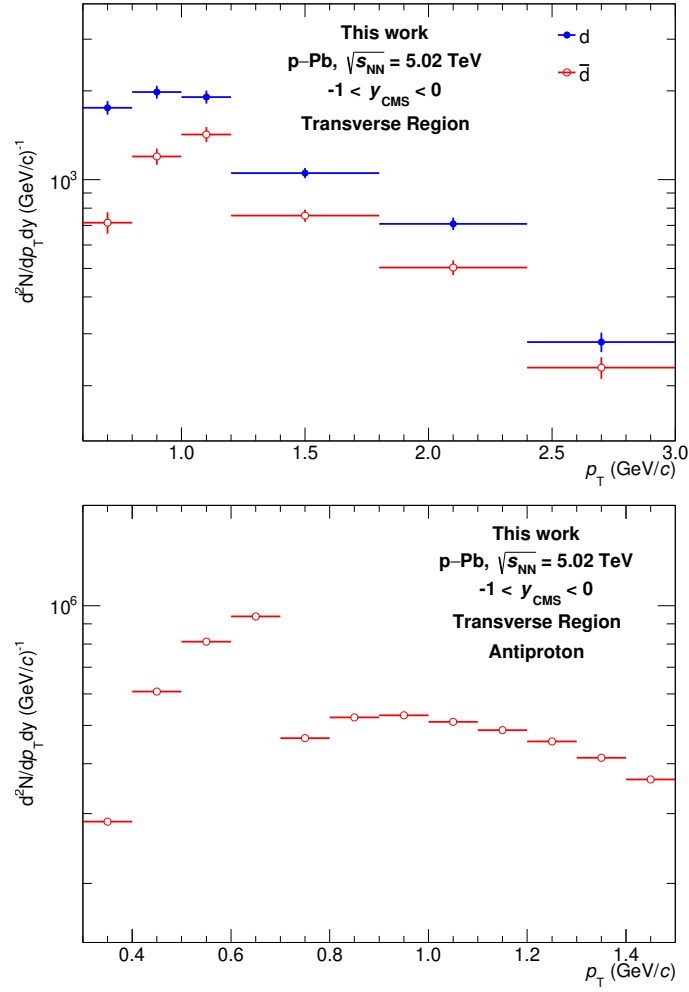 This work
p–Pb, √sNN = 5.02 TeV
-1 < yCMS < 0
Transverse Region
d
d̅
10³
d²N/dpTdy (GeV/c)⁻¹
1.0 1.5 2.0 2.5 3.0
pT (GeV/c)
This work
p–Pb, √sNN = 5.02 TeV
-1 < yCMS < 0
Transverse Region
Antiproton
10⁶
d²N/dpTdy (GeV/c)⁻¹
0.4 0.6 0.8 1.0 1.2 1.4
pT (GeV/c)